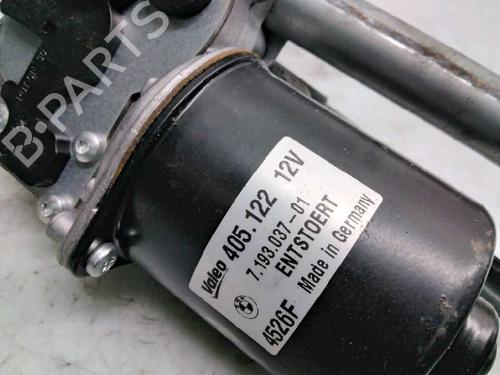 B-PARTS
Valeo 405.122 12V
7.193.037-01
ENTSTOERT
4526F Made in Germany